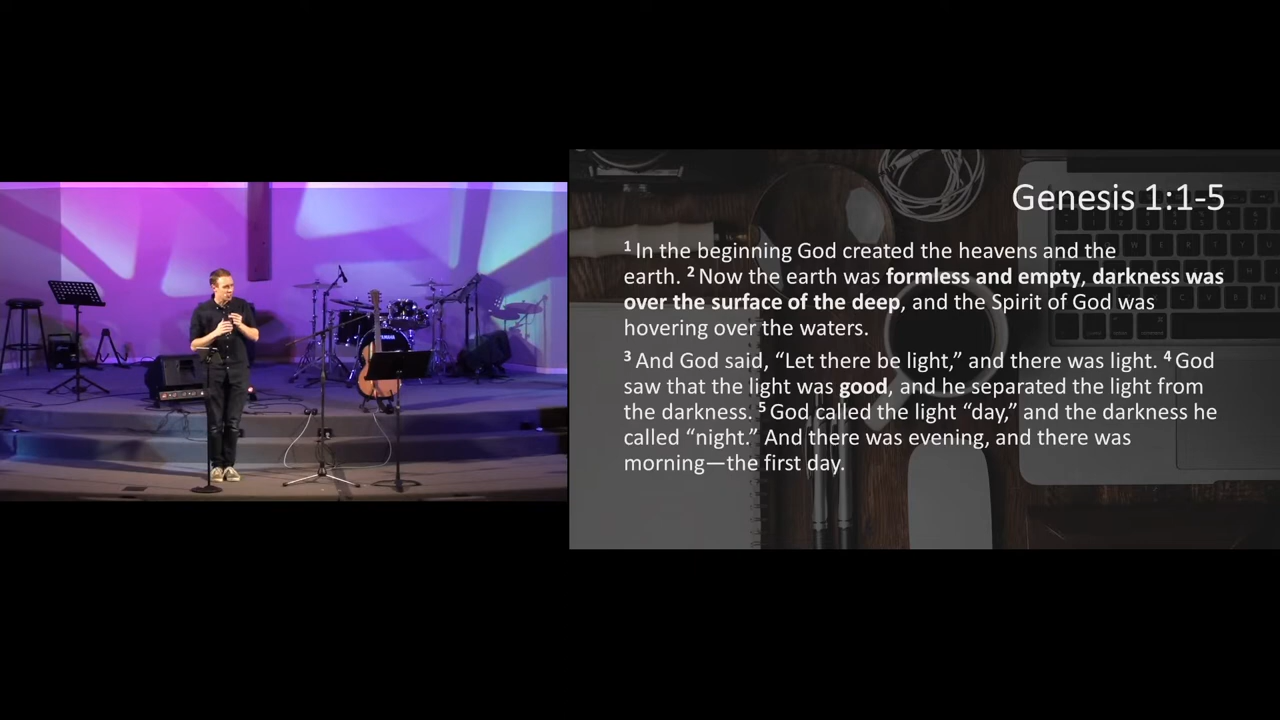 Genesis 1:1-5
1 In the beginning God created the heavens and the
earth. 2 Now the earth was formless and empty, darkness was
over the surface of the deep, and the Spirit of God was
hovering over the waters.
3 And God said, “Let there be light,” and there was light. 4 God
saw that the light was good, and he separated the light from
the darkness. 5 God called the light “day,” and the darkness he
called “night.” And there was evening, and there was
morning—the first day.